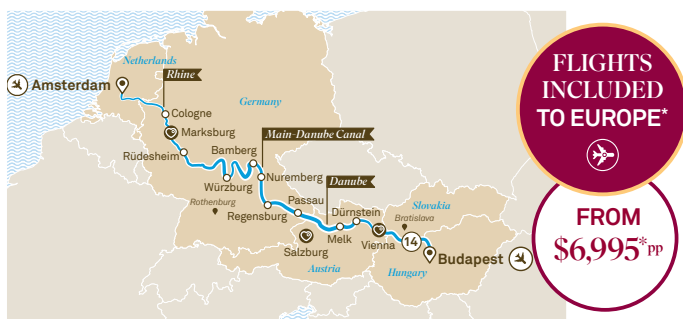 Netherlands
Amsterdam
Rhine
Germany
Cologne
Marksburg
Main-Danube Canal
Bamberg
Rüdesheim
Nuremberg
Würzburg
Danube
Rothenburg
Passau
Slovakia
Regensburg
Dürnstein
Bratislava
Melk
Vienna
14
Salzburg
Budapest
Austria
Hungary
FLIGHTS
INCLUDED
TO EUROPE*
FROM
$6,995*pp